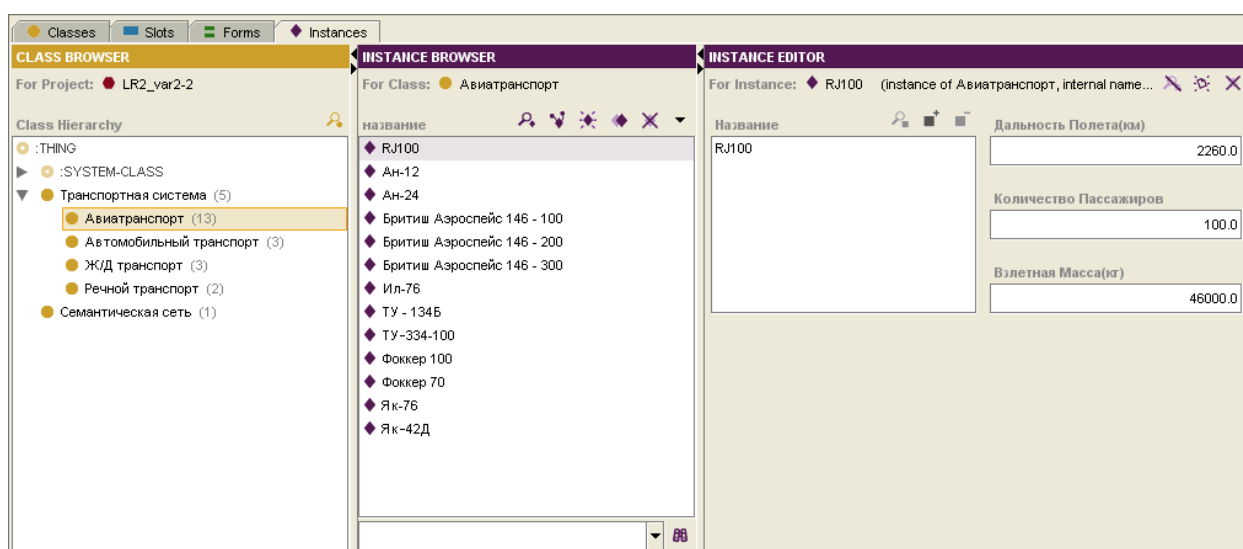 Classes Slots Forms Instances
CLASS BROWSER
For Project: LR2_var2-2
Class Hierarchy
:THING
:SYSTEM-CLASS
Транспортная система (5)
Авиатранспорт (13)
Автомобильный транспорт (3)
Ж/Д транспорт (3)
Речной транспорт (2)
Семантическая сеть (1)
INSTANCE BROWSER
For Class: Авиатранспорт
название
RJ100
Ан-12
Ан-24
Бритиш Аэроспейс 146 - 100
Бритиш Аэроспейс 146 - 200
Бритиш Аэроспейс 146 - 300
Ил-76
ТУ - 134Б
ТУ-334-100
Фоккер 100
Фоккер 70
Як-76
Як-42Д
INSTANCE EDITOR
For Instance: RJ100 (instance of Авиатранспорт, internal name...
Название
RJ100
Дальность Полета(км)
2260.0
Количество Пассажиров
100.0
Взлетная Масса(кг)
46000.0